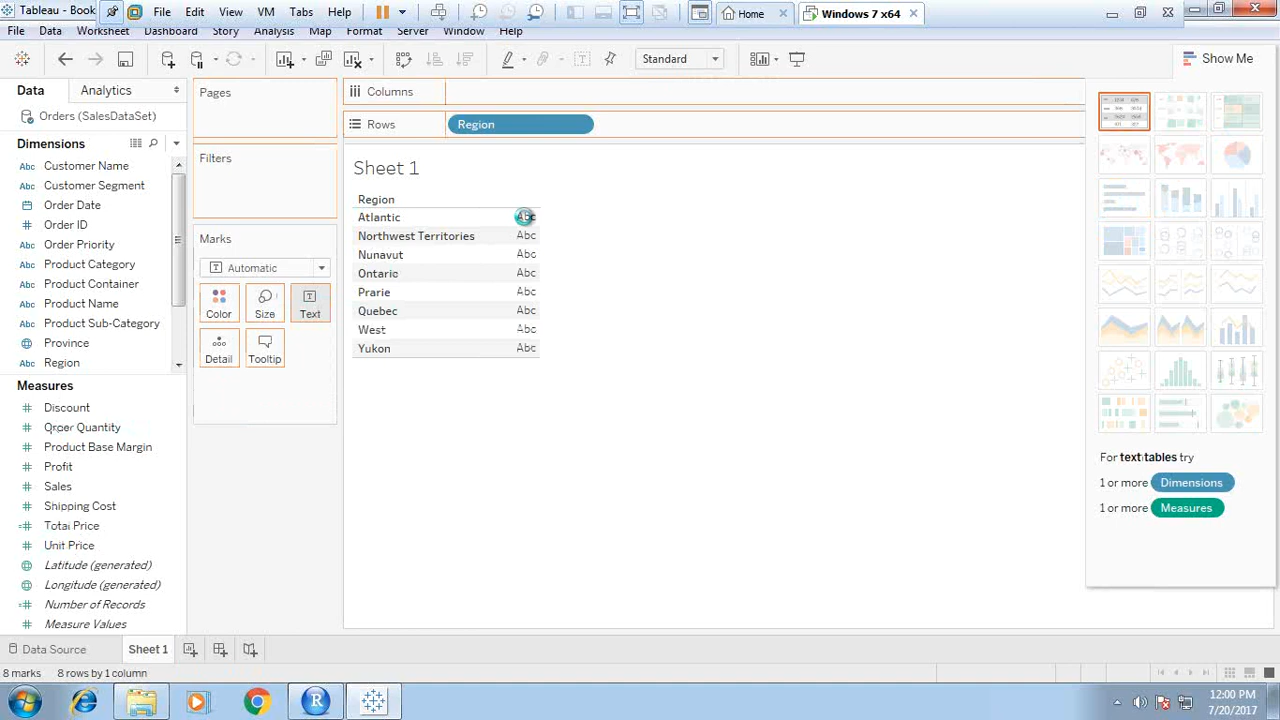 Tableau - Book
File Edit View VM Tabs Help
Home
Windows 7 x64
File Data Worksheet Dashboard Story Analysis Map Format Server Window Help
Standard
Show Me
Data Analytics
Pages
Columns
Orders (SalesDataSet)
Rows Region
Dimensions
Filters
Customer Name
Customer Segment
Order Date
Order ID
Order Priority
Product Category
Product Container
Product Name
Product Sub-Category
Province
Region
Measures
Discount
Order Quantity
Product Base Margin
Profit
Sales
Shipping Cost
Total Price
Unit Price
Latitude (generated)
Longitude (generated)
Number of Records
Measure Values
Marks
Automatic
Color Size Text
Detail Tooltip
Sheet 1
Region
Atlantic Abc
Northwest Territories Abc
Nunavut Abc
Ontario Abc
Prarie Abc
Quebec Abc
West Abc
Yukon Abc
For text tables try
1 or more Dimensions
1 or more Measures
Data Source Sheet 1
8 marks 8 rows by 1 column
12:00 PM
7/20/2017